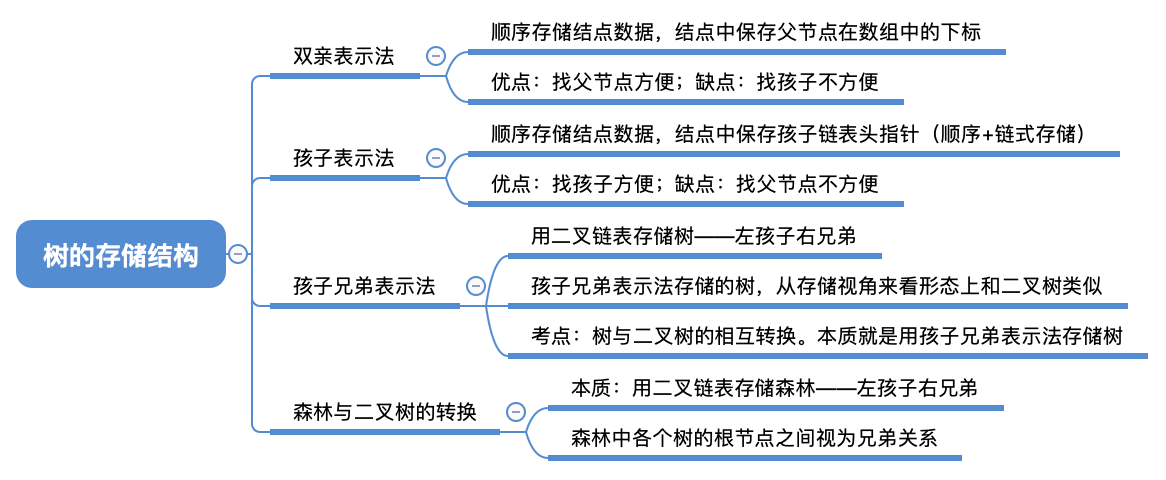 树的存储结构
双亲表示法
顺序存储结点数据，结点中保存父节点在数组中的下标
优点：找父节点方便；缺点：找孩子不方便
孩子表示法
顺序存储结点数据，结点中保存孩子链表头指针（顺序+链式存储）
优点：找孩子方便；缺点：找父节点不方便
孩子兄弟表示法
用二叉链表存储树——左孩子右兄弟
孩子兄弟表示法存储的树，从存储视角来看形态上和二叉树类似
考点：树与二叉树的相互转换。本质就是用孩子兄弟表示法存储树
森林与二叉树的转换
本质：用二叉链表存储森林——左孩子右兄弟
森林中各个树的根节点之间视为兄弟关系